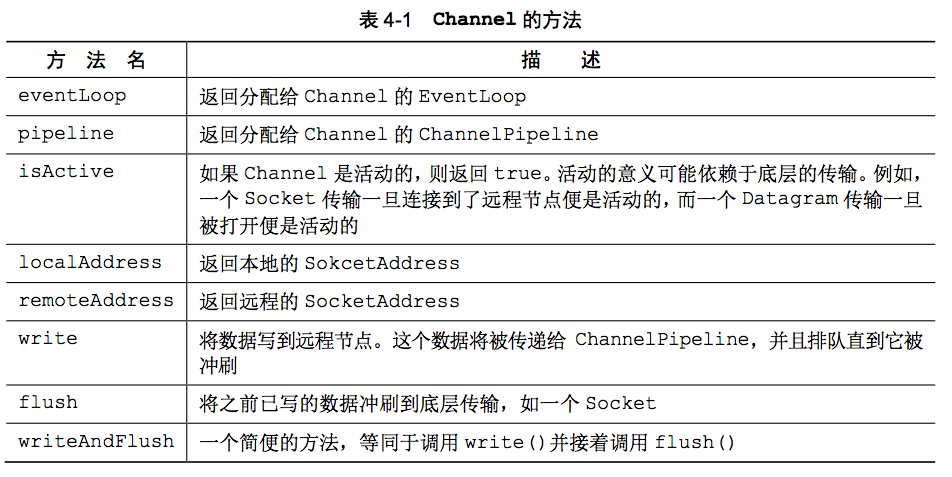 表 4-1 Channel 的方法
方 法 名 描 述
eventLoop 返回分配给 Channel 的 EventLoop
pipeline 返回分配给 Channel 的 ChannelPipeline
isActive 如果 Channel 是活动的，则返回 true。活动的意义可能依赖于底层的传输。例如，
一个 Socket 传输一旦连接到了远程节点便是活动的，而一个 Datagram 传输一旦
被打开便是活动的
localAddress 返回本地的 SokcetAddress
remoteAddress 返回远程的 SocketAddress
write 将数据写到远程节点。这个数据将被传递给 ChannelPipeline，并且排队直到它被
冲刷
flush 将之前已写的数据冲刷到底层传输，如一个 Socket
writeAndFlush 一个简便的方法，等同于调用 write()并接着调用 flush()